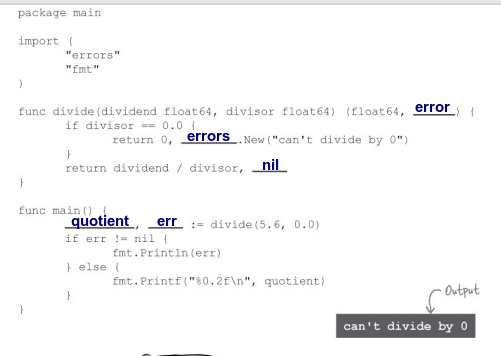 package main
import (
"errors"
"fmt"
)
func divide(dividend float64, divisor float64) (float64, error) {
if divisor == 0.0 {
return 0, errors.New("can't divide by 0")
}
return dividend / divisor, nil
}
func main() {
quotient, err := divide(5.6, 0.0)
if err != nil {
fmt.Println(err)
} else {
fmt.Printf("%0.2f\n", quotient)
}
}
Output
can't divide by 0